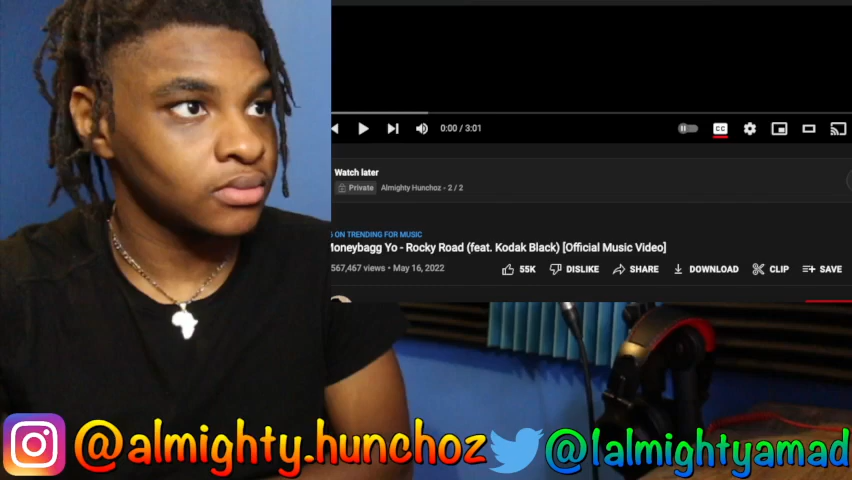 0:00 / 3:01
CC
Watch later
Private Almighty Hunchoz - 2 / 2
ON TRENDING FOR MUSIC
Moneybagg Yo - Rocky Road (feat. Kodak Black) [Official Music Video]
567,467 views • May 16, 2022 55K DISLIKE SHARE DOWNLOAD CLIP SAVE
@almighty.hunchoz @1almightyamad